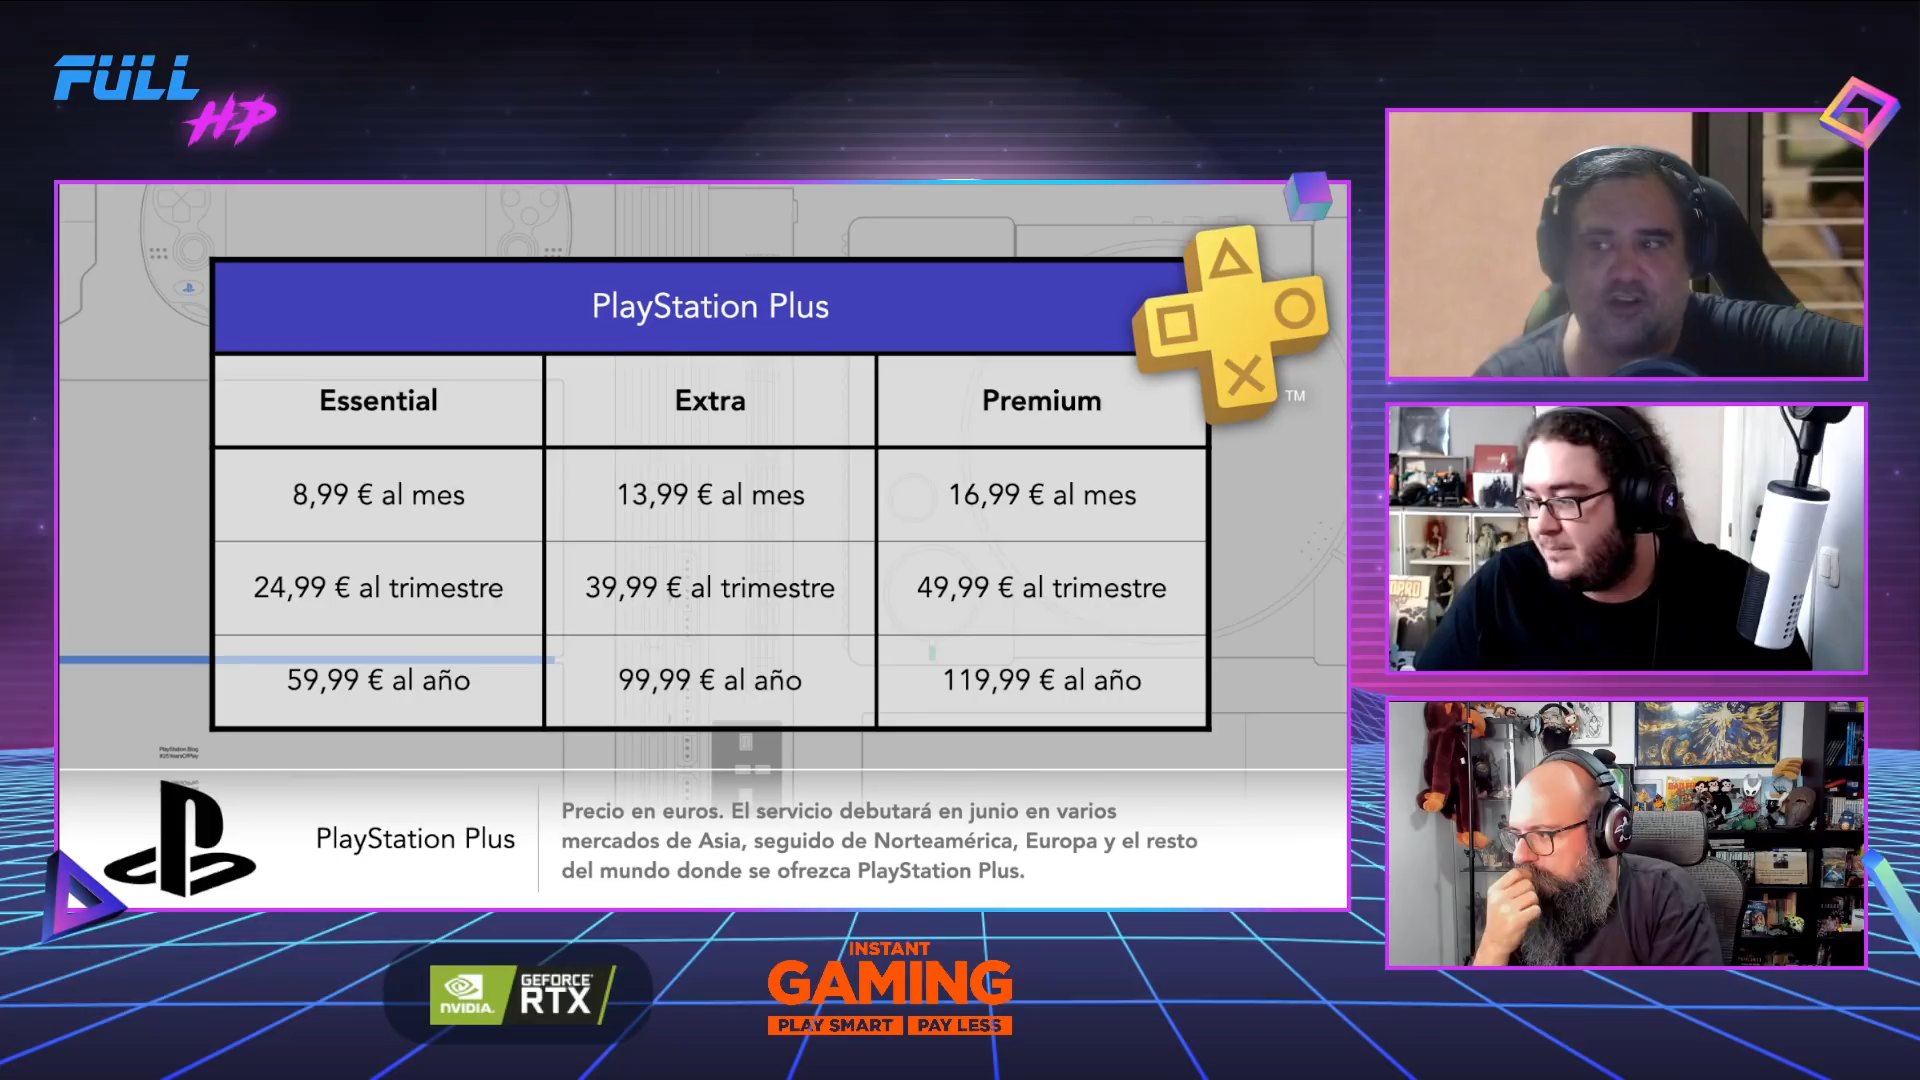 FULL
HP
PlayStation Plus
TM
Essential
Extra
Premium
8,99 € al mes
13,99 € al mes
16,99 € al mes
24,99 € al trimestre
39,99 € al trimestre
49,99 € al trimestre
59,99 € al año
99,99 € al año
119,99 € al año
PlayStation Blog
#25YearsOfPlay
PlayStation Plus
Precio en euros. El servicio debutará en junio en varios
mercados de Asia, seguido de Norteamérica, Europa y el resto
del mundo donde se ofrezca PlayStation Plus.
NVIDIA.
GEFORCE
RTX
INSTANT
GAMING
PLAY SMART PAY LESS